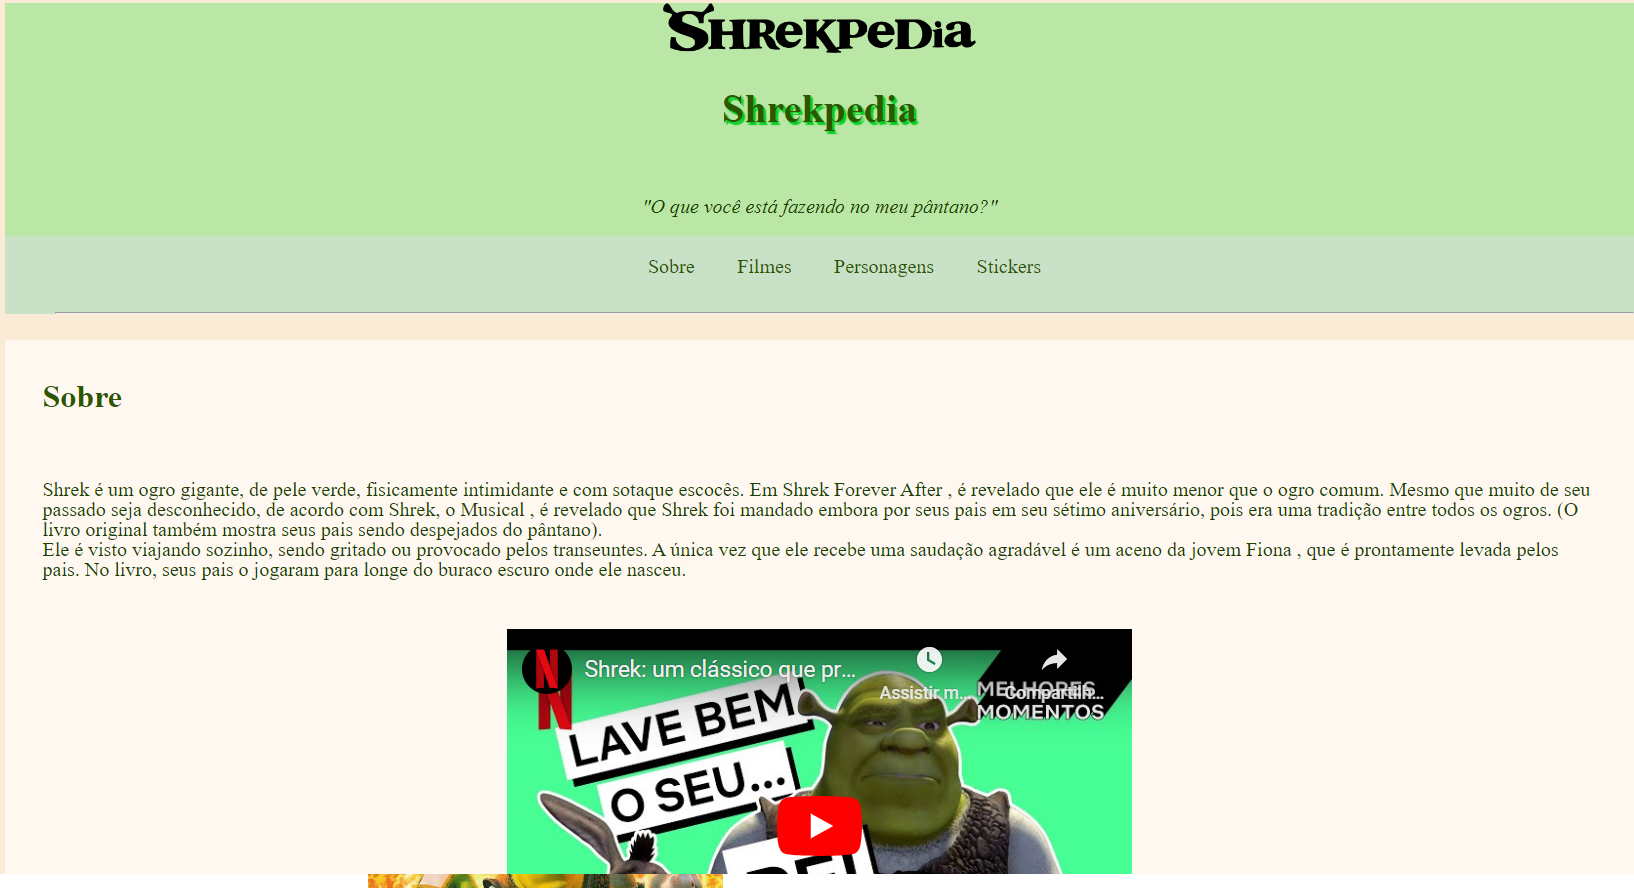 SHREKPEDIA
Shrekpedia
"O que você está fazendo no meu pântano?"
Sobre Filmes Personagens Stickers
Sobre
Shrek é um ogro gigante, de pele verde, fisicamente intimidante e com sotaque escocês. Em Shrek Forever After , é revelado que ele é muito menor que o ogro comum. Mesmo que muito de seu
passado seja desconhecido, de acordo com Shrek, o Musical , é revelado que Shrek foi mandado embora por seus pais em seu sétimo aniversário, pois era uma tradição entre todos os ogros. (O
livro original também mostra seus pais sendo despejados do pântano).
Ele é visto viajando sozinho, sendo gritado ou provocado pelos transeuntes. A única vez que ele recebe uma saudação agradável é um aceno da jovem Fiona , que é prontamente levada pelos
pais. No livro, seus pais o jogaram para longe do buraco escuro onde ele nasceu.
Shrek: um clássico que pr...
Assistir m... Compartilh...
MELHORES
MOMENTOS
LAVE BEM
O SEU...